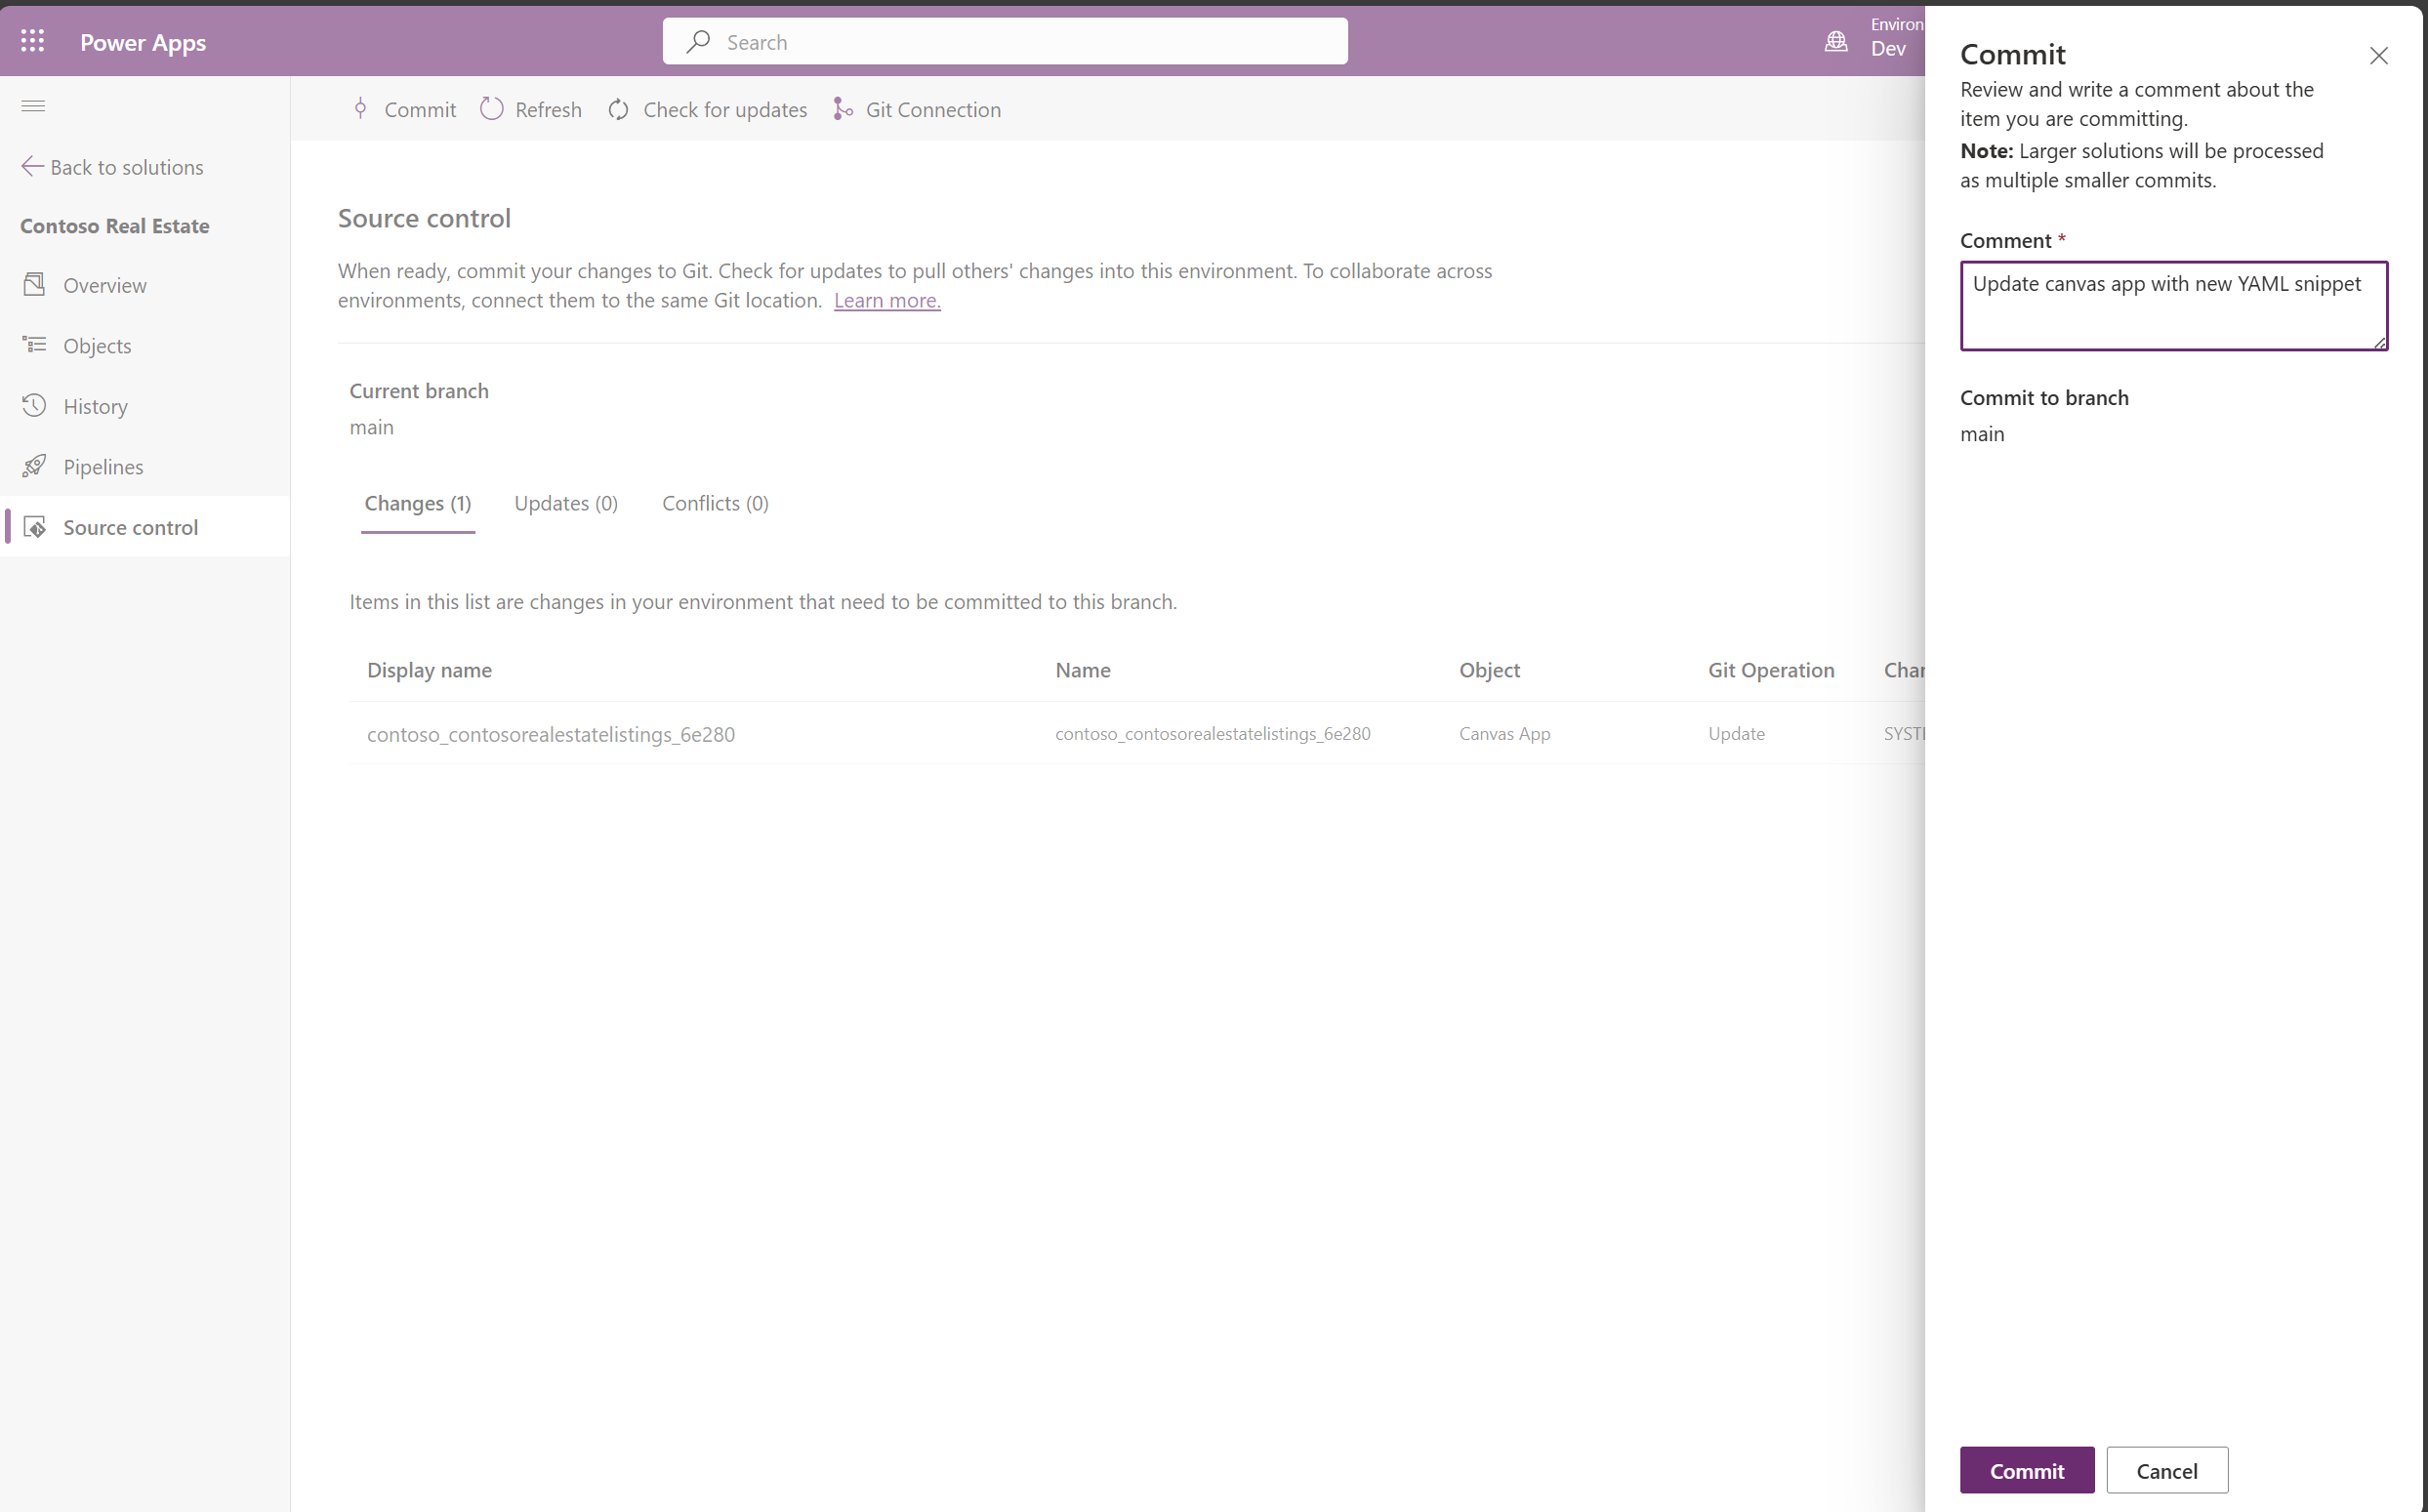 Power Apps
Search
Environ
Dev
Commit
Refresh
Check for updates
Git Connection
Back to solutions
Contoso Real Estate
Overview
Objects
History
Pipelines
Source control
Source control
When ready, commit your changes to Git. Check for updates to pull others' changes into this environment. To collaborate across
environments, connect them to the same Git location. Learn more.
Current branch
main
Changes (1)
Updates (0)
Conflicts (0)
Items in this list are changes in your environment that need to be committed to this branch.
Display name
Name
Object
Git Operation
Chan
contoso_contosorealestatelistings_6e280
contoso_contosorealestatelistings_6e280
Canvas App
Update
SYSTE
Commit
Review and write a comment about the
item you are committing.
Note: Larger solutions will be processed
as multiple smaller commits.
Comment *
Update canvas app with new YAML snippet
Commit to branch
main
Commit
Cancel